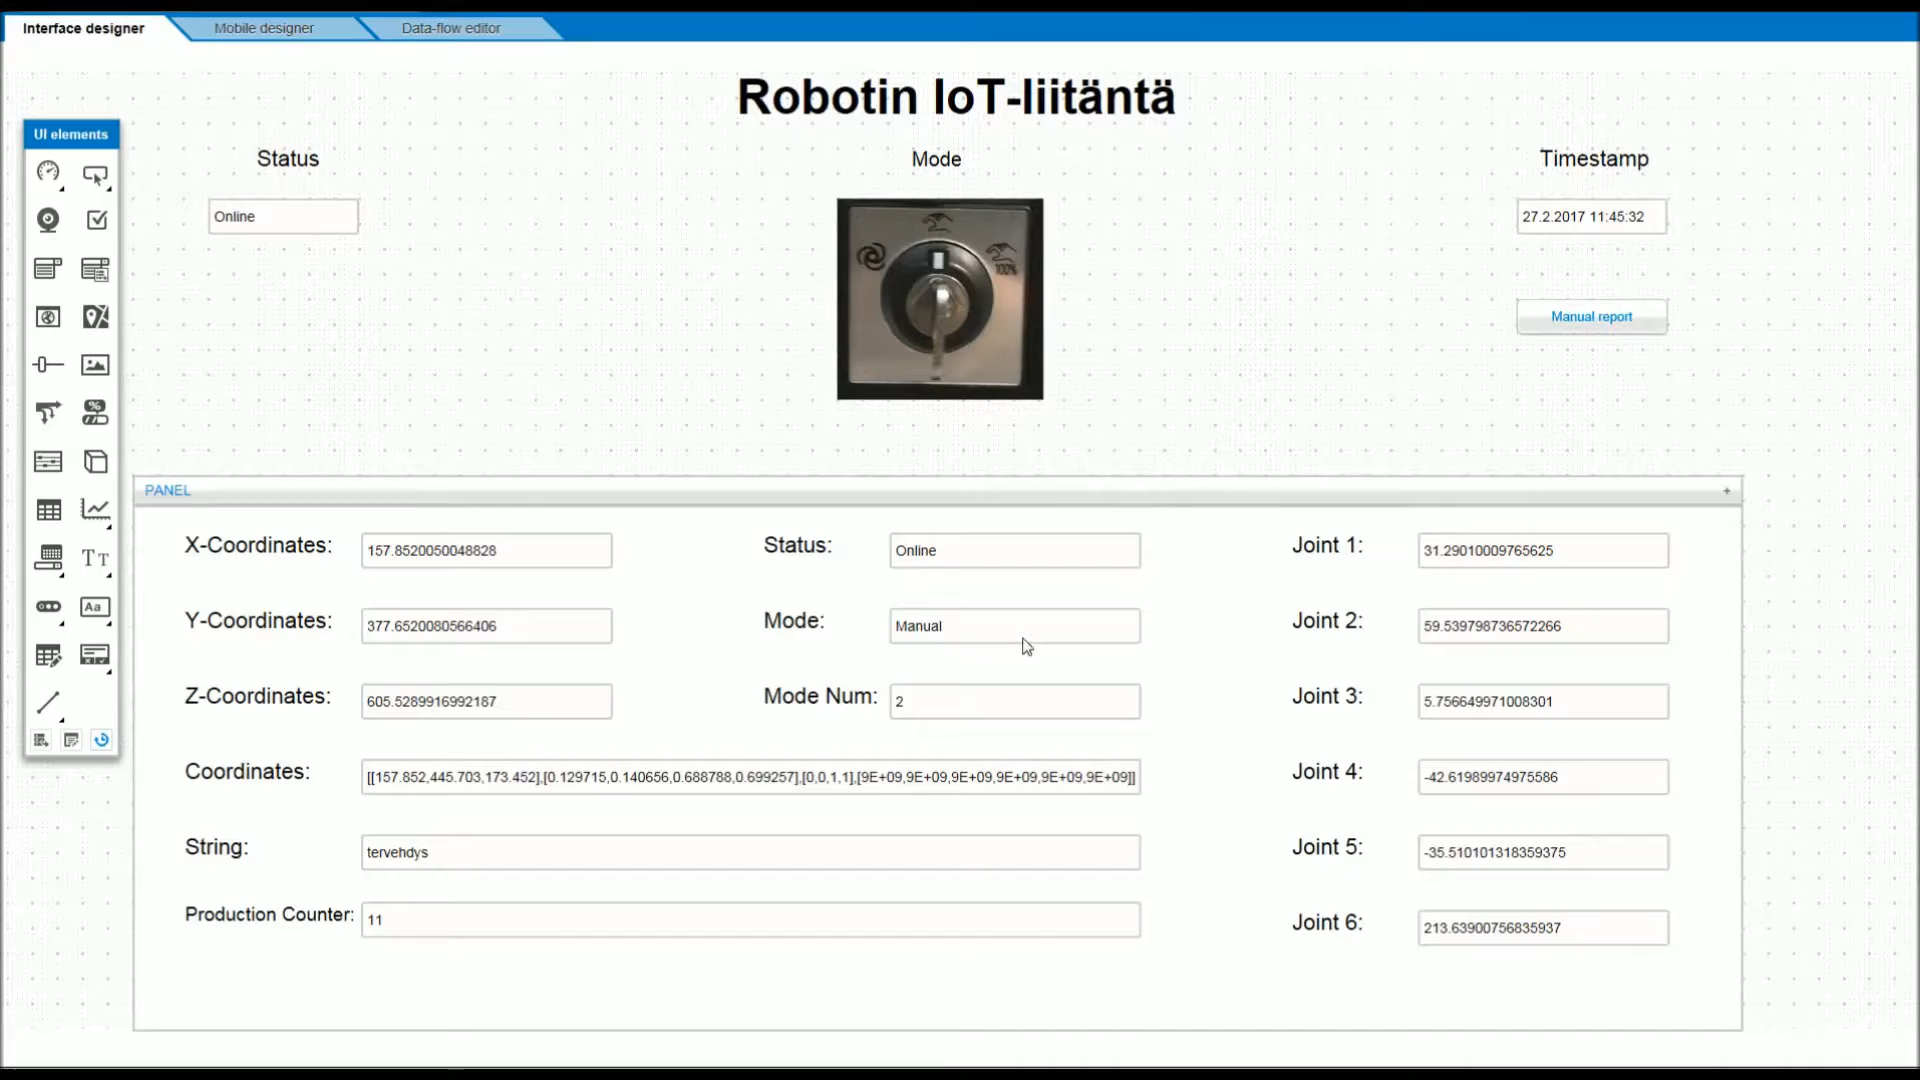 Interface designer
Mobile designer
Data-flow editor
Robotin IoT-liitäntä
UI elements
Status
Mode
Timestamp
Online
27.2.2017 11:45:32
100%
Manual report
PANEL
+
X-Coordinates:
157.8520050048828
Status:
Online
Joint 1:
31.29010009765625
Y-Coordinates:
377.6520080566406
Mode:
Manual
Joint 2:
59.539798736572266
Z-Coordinates:
605.5289916992187
Mode Num:
2
Joint 3:
5.756649971008301
Coordinates:
[[157.852,445.703,173.452],[0.129715,0.140656,0.688788,0.699257],[0,0,1,1],[9E+09,9E+09,9E+09,9E+09,9E+09,9E+09]]
Joint 4:
-42.61989974975586
String:
tervehdys
Joint 5:
-35.510101318359375
Production Counter:
11
Joint 6:
213.63900756835937
%
TT
Aa